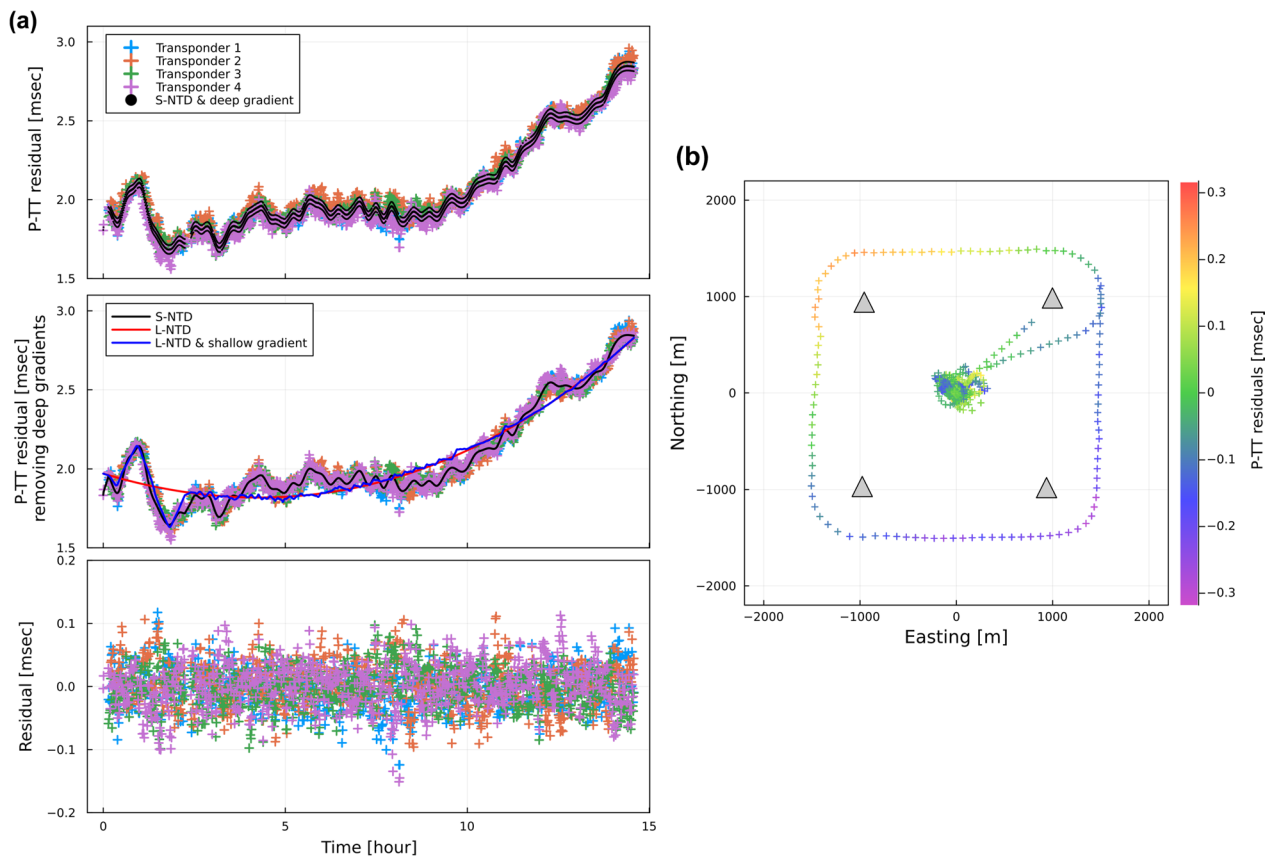 (a)
P-TT residual [msec]
3.0
2.5
2.0
1.5
Transponder 1
Transponder 2
Transponder 3
Transponder 4
S-NTD & deep gradient
P-TT residual [msec]
removing deep gradients
3.0
2.5
2.0
1.5
S-NTD
L-NTD
L-NTD & shallow gradient
Residual [msec]
0.2
0.1
0.0
−0.1
−0.2
0
5
10
15
Time [hour]
(b)
Northing [m]
2000
1000
0
−1000
−2000
−2000
−1000
0
1000
2000
Easting [m]
0.3
0.2
0.1
0
−0.1
−0.2
−0.3
P-TT residuals [msec]